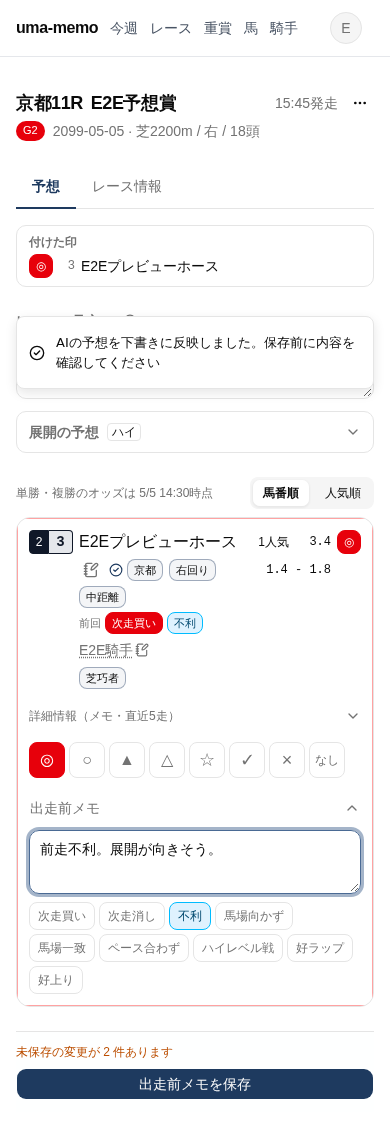 uma-memo 今週 レース 重賞 馬 騎手 E
京都11R E2E予想賞 15:45発走 …
G2 2099-05-05 · 芝2200m / 右 / 18頭
予想 レース情報
付けた印
◎ 3 E2Eプレビューホース
AIの予想を下書きに反映しました。保存前に内容を
確認してください
展開の予想 ハイ
単勝・複勝のオッズは 5/5 14:30時点 馬番順 人気順
2 3 E2Eプレビューホース 1人気 3.4 ◎
京都 右回り 1.4 - 1.8
中距離
前回 次走買い 不利
E2E騎手
芝巧者
詳細情報（メモ・直近5走）
◎ ○ ▲ △ ☆ ✓ × なし
出走前メモ
前走不利。展開が向きそう。
次走買い 次走消し 不利 馬場向かず
馬場一致 ペース合わず ハイレベル戦 好ラップ
好上り
未保存の変更が 2 件あります
出走前メモを保存